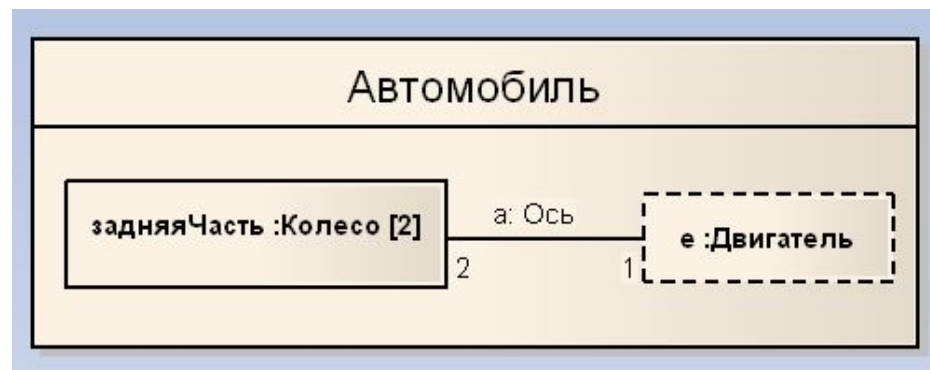 Автомобиль
задняяЧасть :Колесо [2]
а: Ось
е :Двигатель
2
1